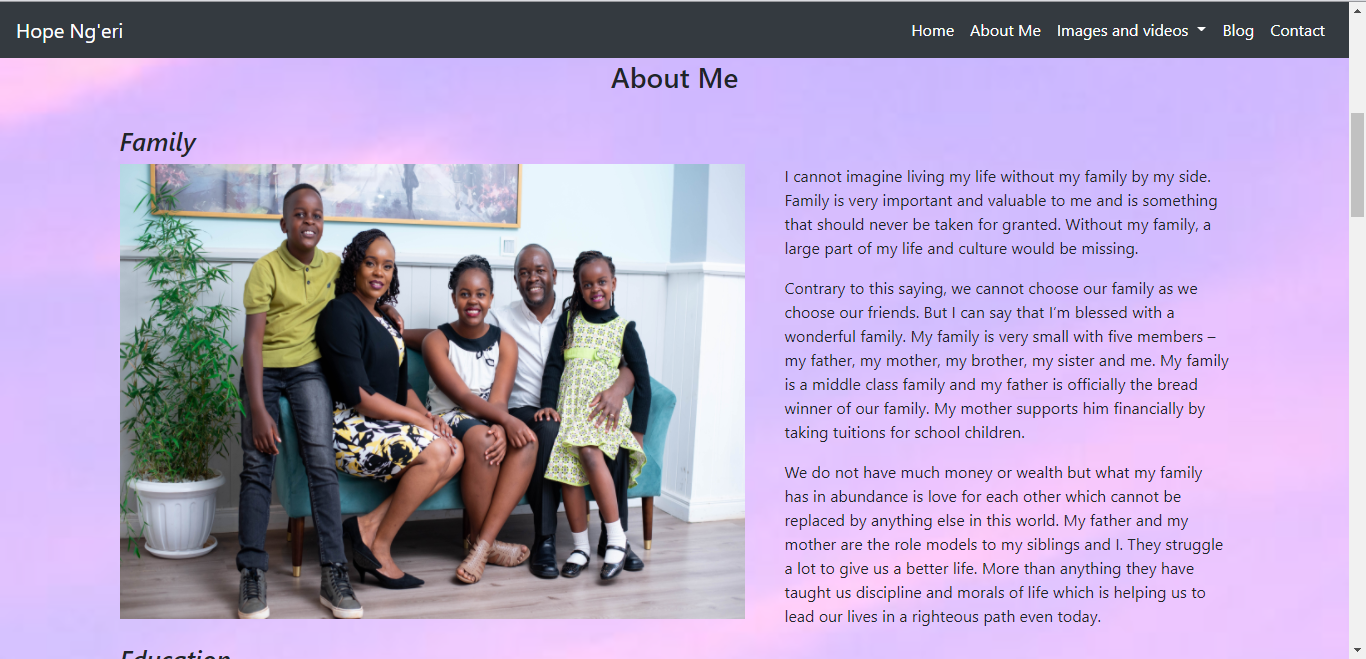 Hope Ng'eri
Home About Me Images and videos Blog Contact
About Me
Family
I cannot imagine living my life without my family by my side.
Family is very important and valuable to me and is something
that should never be taken for granted. Without my family, a
large part of my life and culture would be missing.
Contrary to this saying, we cannot choose our family as we
choose our friends. But I can say that I’m blessed with a
wonderful family. My family is very small with five members –
my father, my mother, my brother, my sister and me. My family
is a middle class family and my father is officially the bread
winner of our family. My mother supports him financially by
taking tuitions for school children.
We do not have much money or wealth but what my family
has in abundance is love for each other which cannot be
replaced by anything else in this world. My father and my
mother are the role models to my siblings and I. They struggle
a lot to give us a better life. More than anything they have
taught us discipline and morals of life which is helping us to
lead our lives in a righteous path even today.
Education